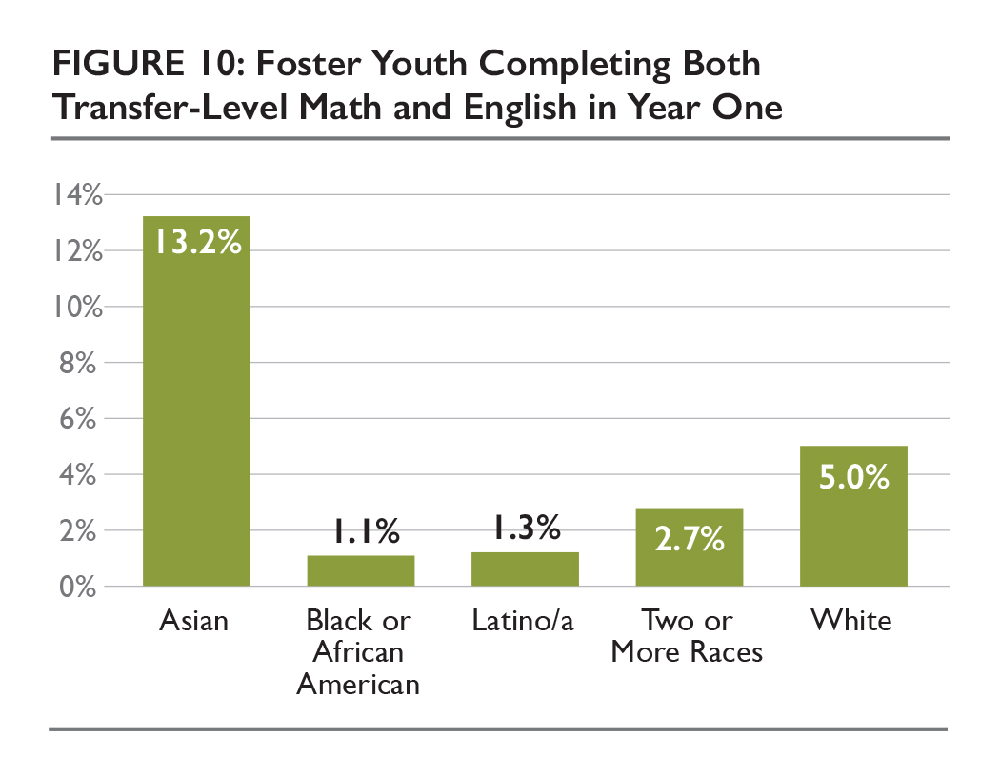 FIGURE 10: Foster Youth Completing Both
Transfer-Level Math and English in Year One
14%
12%
10%
8%
6%
4%
2%
0%
13.2%
1.1%
1.3%
2.7%
5.0%
Asian
Black or
African
American
Latino/a
Two or
More Races
White